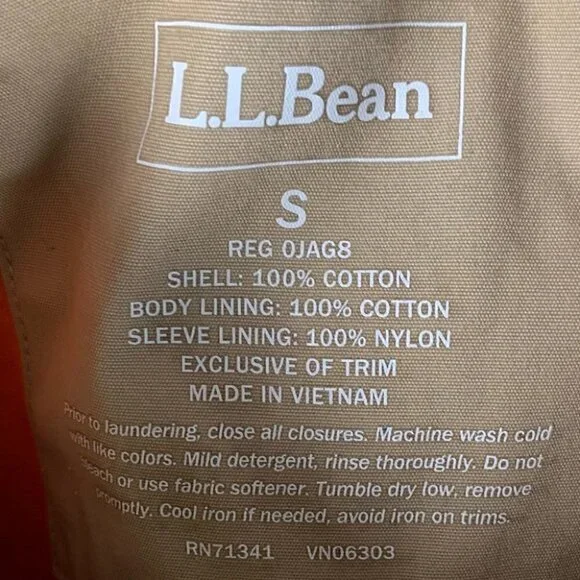 L.L.Bean
S
REG 0JAG8
SHELL: 100% COTTON
BODY LINING: 100% COTTON
SLEEVE LINING: 100% NYLON
EXCLUSIVE OF TRIM
MADE IN VIETNAM
Prior to laundering, close all closures. Machine wash cold
with like colors. Mild detergent, rinse thoroughly. Do not
bleach or use fabric softener. Tumble dry low, remove
promptly. Cool iron if needed, avoid iron on trims.
RN71341 VN06303